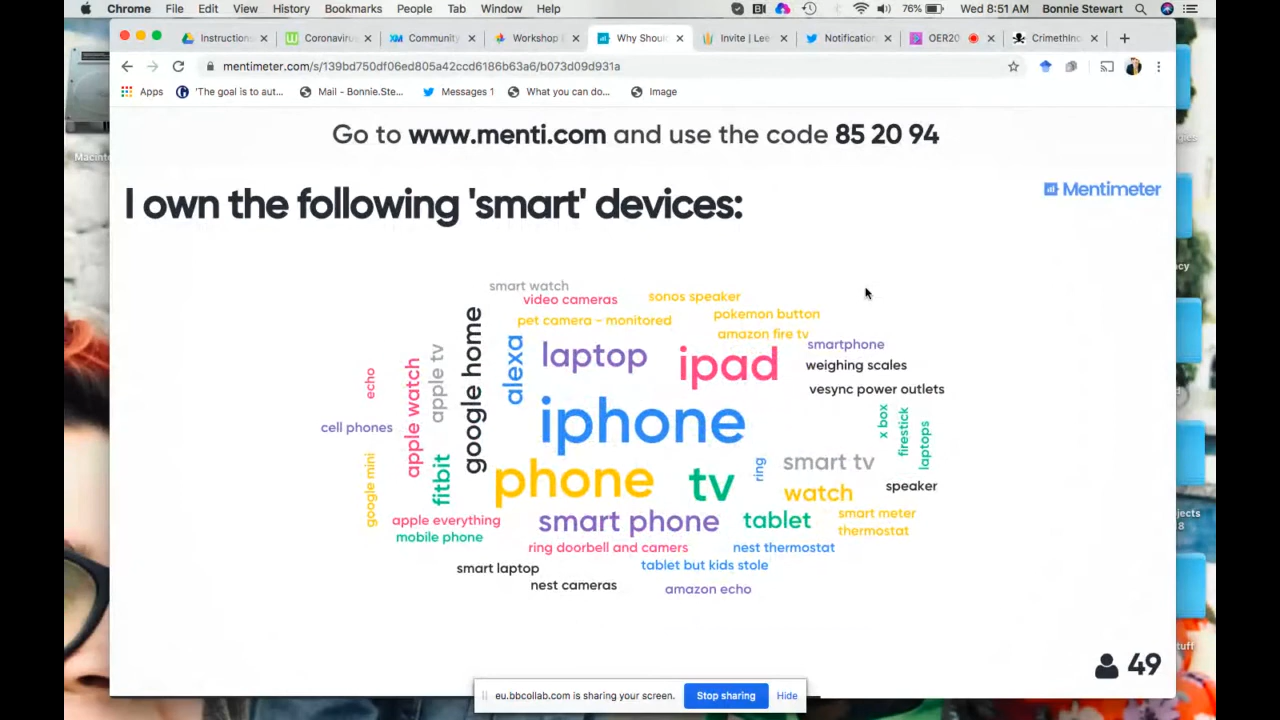 Chrome File Edit View History Bookmarks People Tab Window Help 76% Wed 8:51 AM Bonnie Stewart
Instructions Coronavirus Community Workshop Why Shou Invite | Lee Notification OER20 CrimethInc
mentimeter.com/s/139bd750df06ed805a42ccd6186b63a6/b073d09d931a
Apps 'The goal is to aut... Mail - Bonnie.Ste... Messages 1 What you can do... Image
Go to www.menti.com and use the code 85 20 94
I own the following 'smart' devices:
Mentimeter
smart watch
video cameras
sonos speaker
pet camera - monitored
pokemon button
amazon fire tv
smartphone
weighing scales
vesync power outlets
laptop
ipad
alexa
google home
apple tv
apple watch
echo
cell phones
iphone
x box
firestick
laptops
google mini
fitbit
phone
tv
ring
smart tv
watch
speaker
apple everything
mobile phone
smart phone
tablet
smart meter
thermostat
ring doorbell and camers
nest thermostat
smart laptop
tablet but kids stole
nest cameras
amazon echo
49
eu.bbcollab.com is sharing your screen. Stop sharing Hide